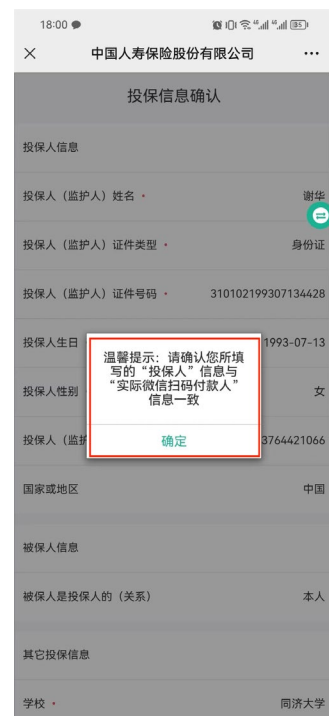 18:00
中国人寿保险股份有限公司
投保信息确认
投保人信息
投保人（监护人）姓名 * 谢华
投保人（监护人）证件类型 * 身份证
投保人（监护人）证件号码 * 310102199307134428
投保人生日 1993-07-13
温馨提示：请确认您所填
写的“投保人”信息与
“实际微信扫码付款人”
信息一致
投保人性别 女
确定
投保人（监护 3764421066
国家或地区 中国
被保人信息
被保人是投保人的（关系） 本人
其它投保信息
学校 * 同济大学